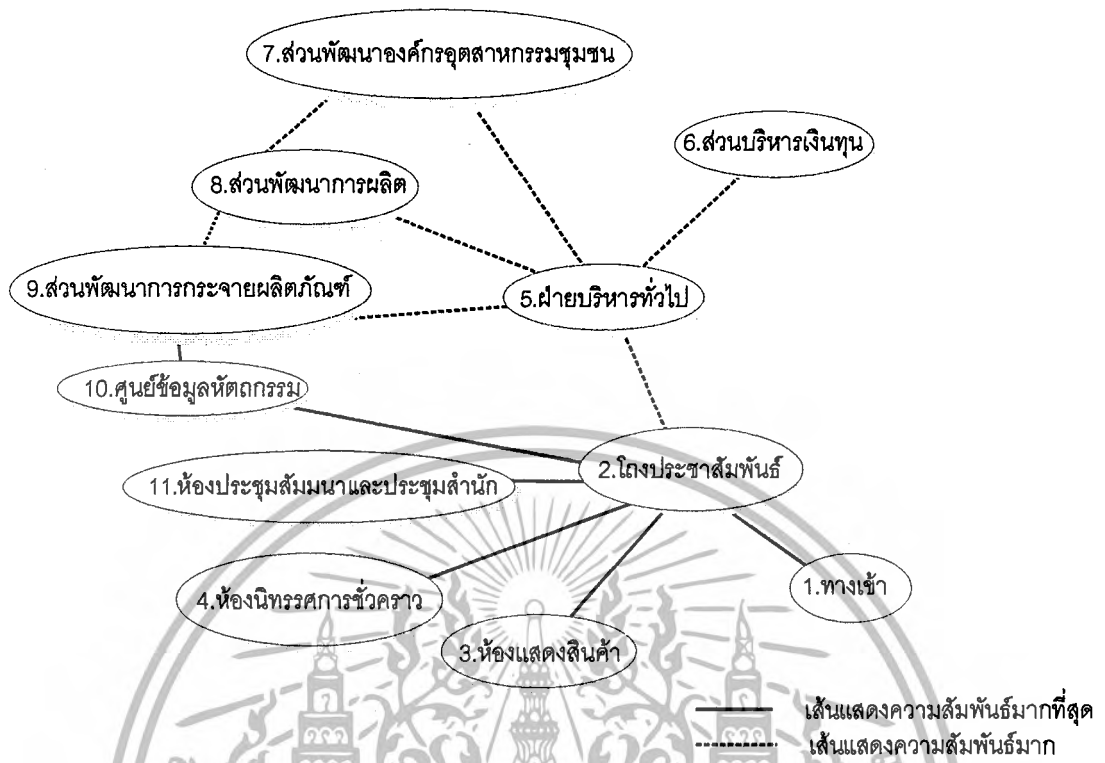 7.ส่วนพัฒนาองค์กรอุตสาหกรรมชุมชน
6.ส่วนบริหารเงินทุน
8.ส่วนพัฒนาการผลิต
9.ส่วนพัฒนาการกระจายผลิตภัณฑ์
5.ฝ่ายบริหารทั่วไป
10.ศูนย์ข้อมูลหัตถกรรม
2.โถงประชาสัมพันธ์
11.ห้องประชุมสัมมนาและประชุมสำนัก
1.ทางเข้า
4.ห้องนิทรรศการชั่วคราว
3.ห้องแสดงสินค้า
เส้นแสดงความสัมพันธ์มากที่สุด
เส้นแสดงความสัมพันธ์มาก